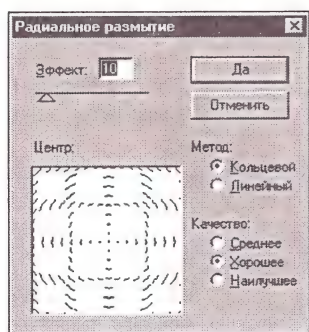 Радиальное размытие
Эффект: 10
Да
Отменить
Центр:
Метод:
Кольцевой
Линейный
Качество:
Среднее
Хорошее
Наилучшее